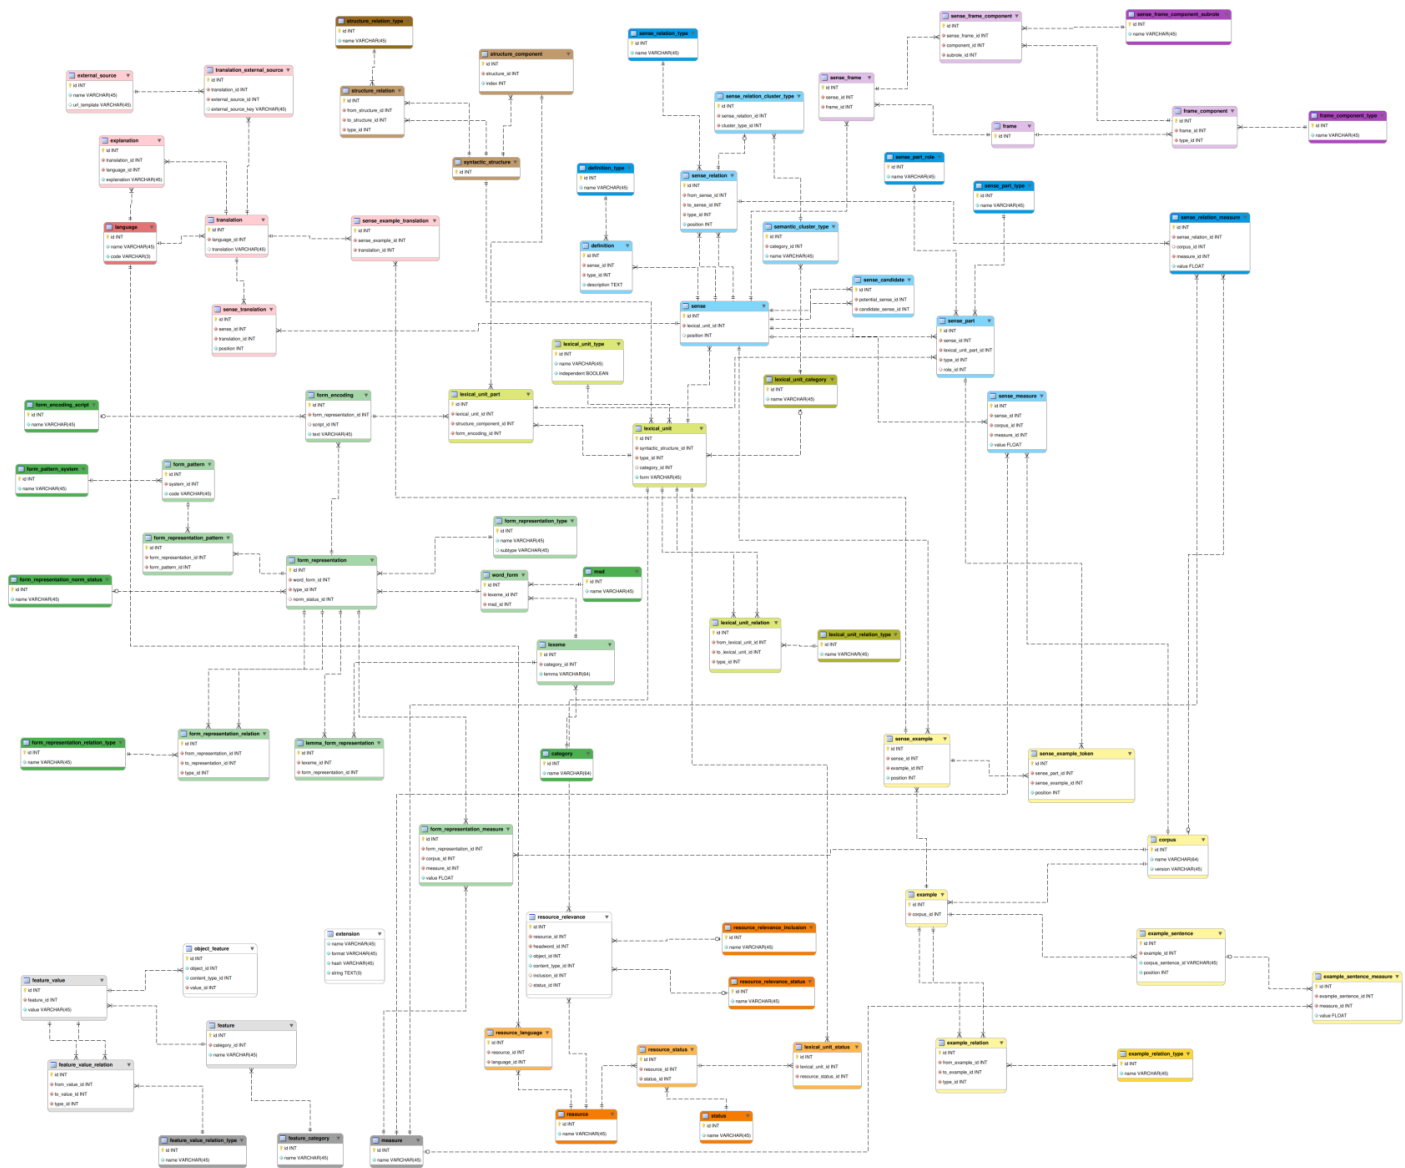 structure_relation_type
id INT
name VARCHAR(45)
structure_component
id INT
structure_id INT
index INT
sense_relation_type
id INT
name VARCHAR(45)
sense_frame_component
id INT
sense_frame_id INT
component_id INT
subrole_id INT
sense_frame_component_subrole
id INT
name VARCHAR(45)
external_source
id INT
name VARCHAR(45)
url_template VARCHAR(45)
translation_external_source
id INT
translation_id INT
external_source_id INT
external_source_key VARCHAR(45)
structure_relation
id INT
from_structure_id INT
to_structure_id INT
type_id INT
sense_relation_cluster_type
id INT
sense_relation_id INT
cluster_type_id INT
sense_frame
id INT
sense_id INT
frame_id INT
frame
id INT
frame_component
id INT
frame_id INT
type_id INT
frame_component_type
id INT
name VARCHAR(45)
explanation
id INT
translation_id INT
language_id INT
explanation VARCHAR(45)
syntactic_structure
id INT
definition_type
id INT
name VARCHAR(45)
sense_relation
id INT
from_sense_id INT
to_sense_id INT
type_id INT
position INT
sense_part_role
id INT
name VARCHAR(45)
sense_part_type
id INT
name VARCHAR(45)
language
id INT
name VARCHAR(45)
code VARCHAR(3)
translation
id INT
language_id INT
translation VARCHAR(45)
sense_example_translation
id INT
sense_example_id INT
translation_id INT
definition
id INT
sense_id INT
type_id INT
description TEXT
semantic_cluster_type
id INT
category_id INT
name VARCHAR(45)
sense_relation_measure
id INT
sense_relation_id INT
corpus_id INT
measure_id INT
value FLOAT
sense_translation
id INT
sense_id INT
translation_id INT
position INT
sense
id INT
lexical_unit_id INT
position INT
sense_candidate
id INT
potential_sense_id INT
candidate_sense_id INT
sense_part
id INT
sense_id INT
lexical_unit_part_id INT
type_id INT
role_id INT
lexical_unit_type
id INT
name VARCHAR(45)
independent BOOLEAN
lexical_unit_category
id INT
name VARCHAR(45)
form_encoding_script
id INT
name VARCHAR(45)
form_encoding
id INT
form_representation_id INT
script_id INT
text VARCHAR(45)
lexical_unit_part
id INT
lexical_unit_id INT
structure_component_id INT
form_encoding_id INT
lexical_unit
id INT
syntactic_structure_id INT
type_id INT
category_id INT
form VARCHAR(45)
sense_measure
id INT
sense_id INT
corpus_id INT
measure_id INT
value FLOAT
form_pattern_system
id INT
name VARCHAR(45)
form_pattern
id INT
system_id INT
code VARCHAR(45)
form_representation_pattern
id INT
form_representation_id INT
form_pattern_id INT
form_representation_type
id INT
name VARCHAR(45)
subtype VARCHAR(45)
form_representation_norm_status
id INT
name VARCHAR(45)
form_representation
id INT
word_form_id INT
type_id INT
norm_status_id INT
word_form
id INT
lexeme_id INT
msd_id INT
msd
id INT
name VARCHAR(45)
lexeme
id INT
category_id INT
lemma VARCHAR(64)
lexical_unit_relation
id INT
from_lexical_unit_id INT
to_lexical_unit_id INT
type_id INT
lexical_unit_relation_type
id INT
name VARCHAR(45)
form_representation_relation_type
id INT
name VARCHAR(45)
form_representation_relation
id INT
from_representation_id INT
to_representation_id INT
type_id INT
lemma_form_representation
id INT
lexeme_id INT
form_representation_id INT
category
id INT
name VARCHAR(64)
sense_example
id INT
sense_id INT
example_id INT
position INT
sense_example_token
id INT
sense_part_id INT
sense_example_id INT
position INT
form_representation_measure
id INT
form_representation_id INT
corpus_id INT
measure_id INT
value FLOAT
corpus
id INT
name VARCHAR(64)
version VARCHAR(45)
example
id INT
corpus_id INT
resource_relevance
id INT
resource_id INT
headword_id INT
object_id INT
content_type_id INT
inclusion_id INT
status_id INT
resource_relevance_inclusion
id INT
name VARCHAR(45)
resource_relevance_status
id INT
name VARCHAR(45)
extension
name VARCHAR(45)
format VARCHAR(45)
hash VARCHAR(45)
string TEXT(0)
object_feature
id INT
object_id INT
content_type_id INT
value_id INT
example_sentence
id INT
example_id INT
corpus_sentence_id VARCHAR(45)
position INT
example_sentence_measure
id INT
example_sentence_id INT
measure_id INT
value FLOAT
feature_value
id INT
feature_id INT
value VARCHAR(45)
feature
id INT
category_id INT
name VARCHAR(45)
resource_language
id INT
resource_id INT
language_id INT
resource_status
id INT
resource_id INT
status_id INT
lexical_unit_status
id INT
lexical_unit_id INT
resource_status_id INT
example_relation
id INT
from_example_id INT
to_example_id INT
type_id INT
example_relation_type
id INT
name VARCHAR(45)
feature_value_relation
id INT
from_value_id INT
to_value_id INT
type_id INT
resource
id INT
name VARCHAR(45)
status
id INT
name VARCHAR(45)
feature_value_relation_type
id INT
name VARCHAR(45)
feature_category
id INT
name VARCHAR(45)
measure
id INT
name VARCHAR(45)